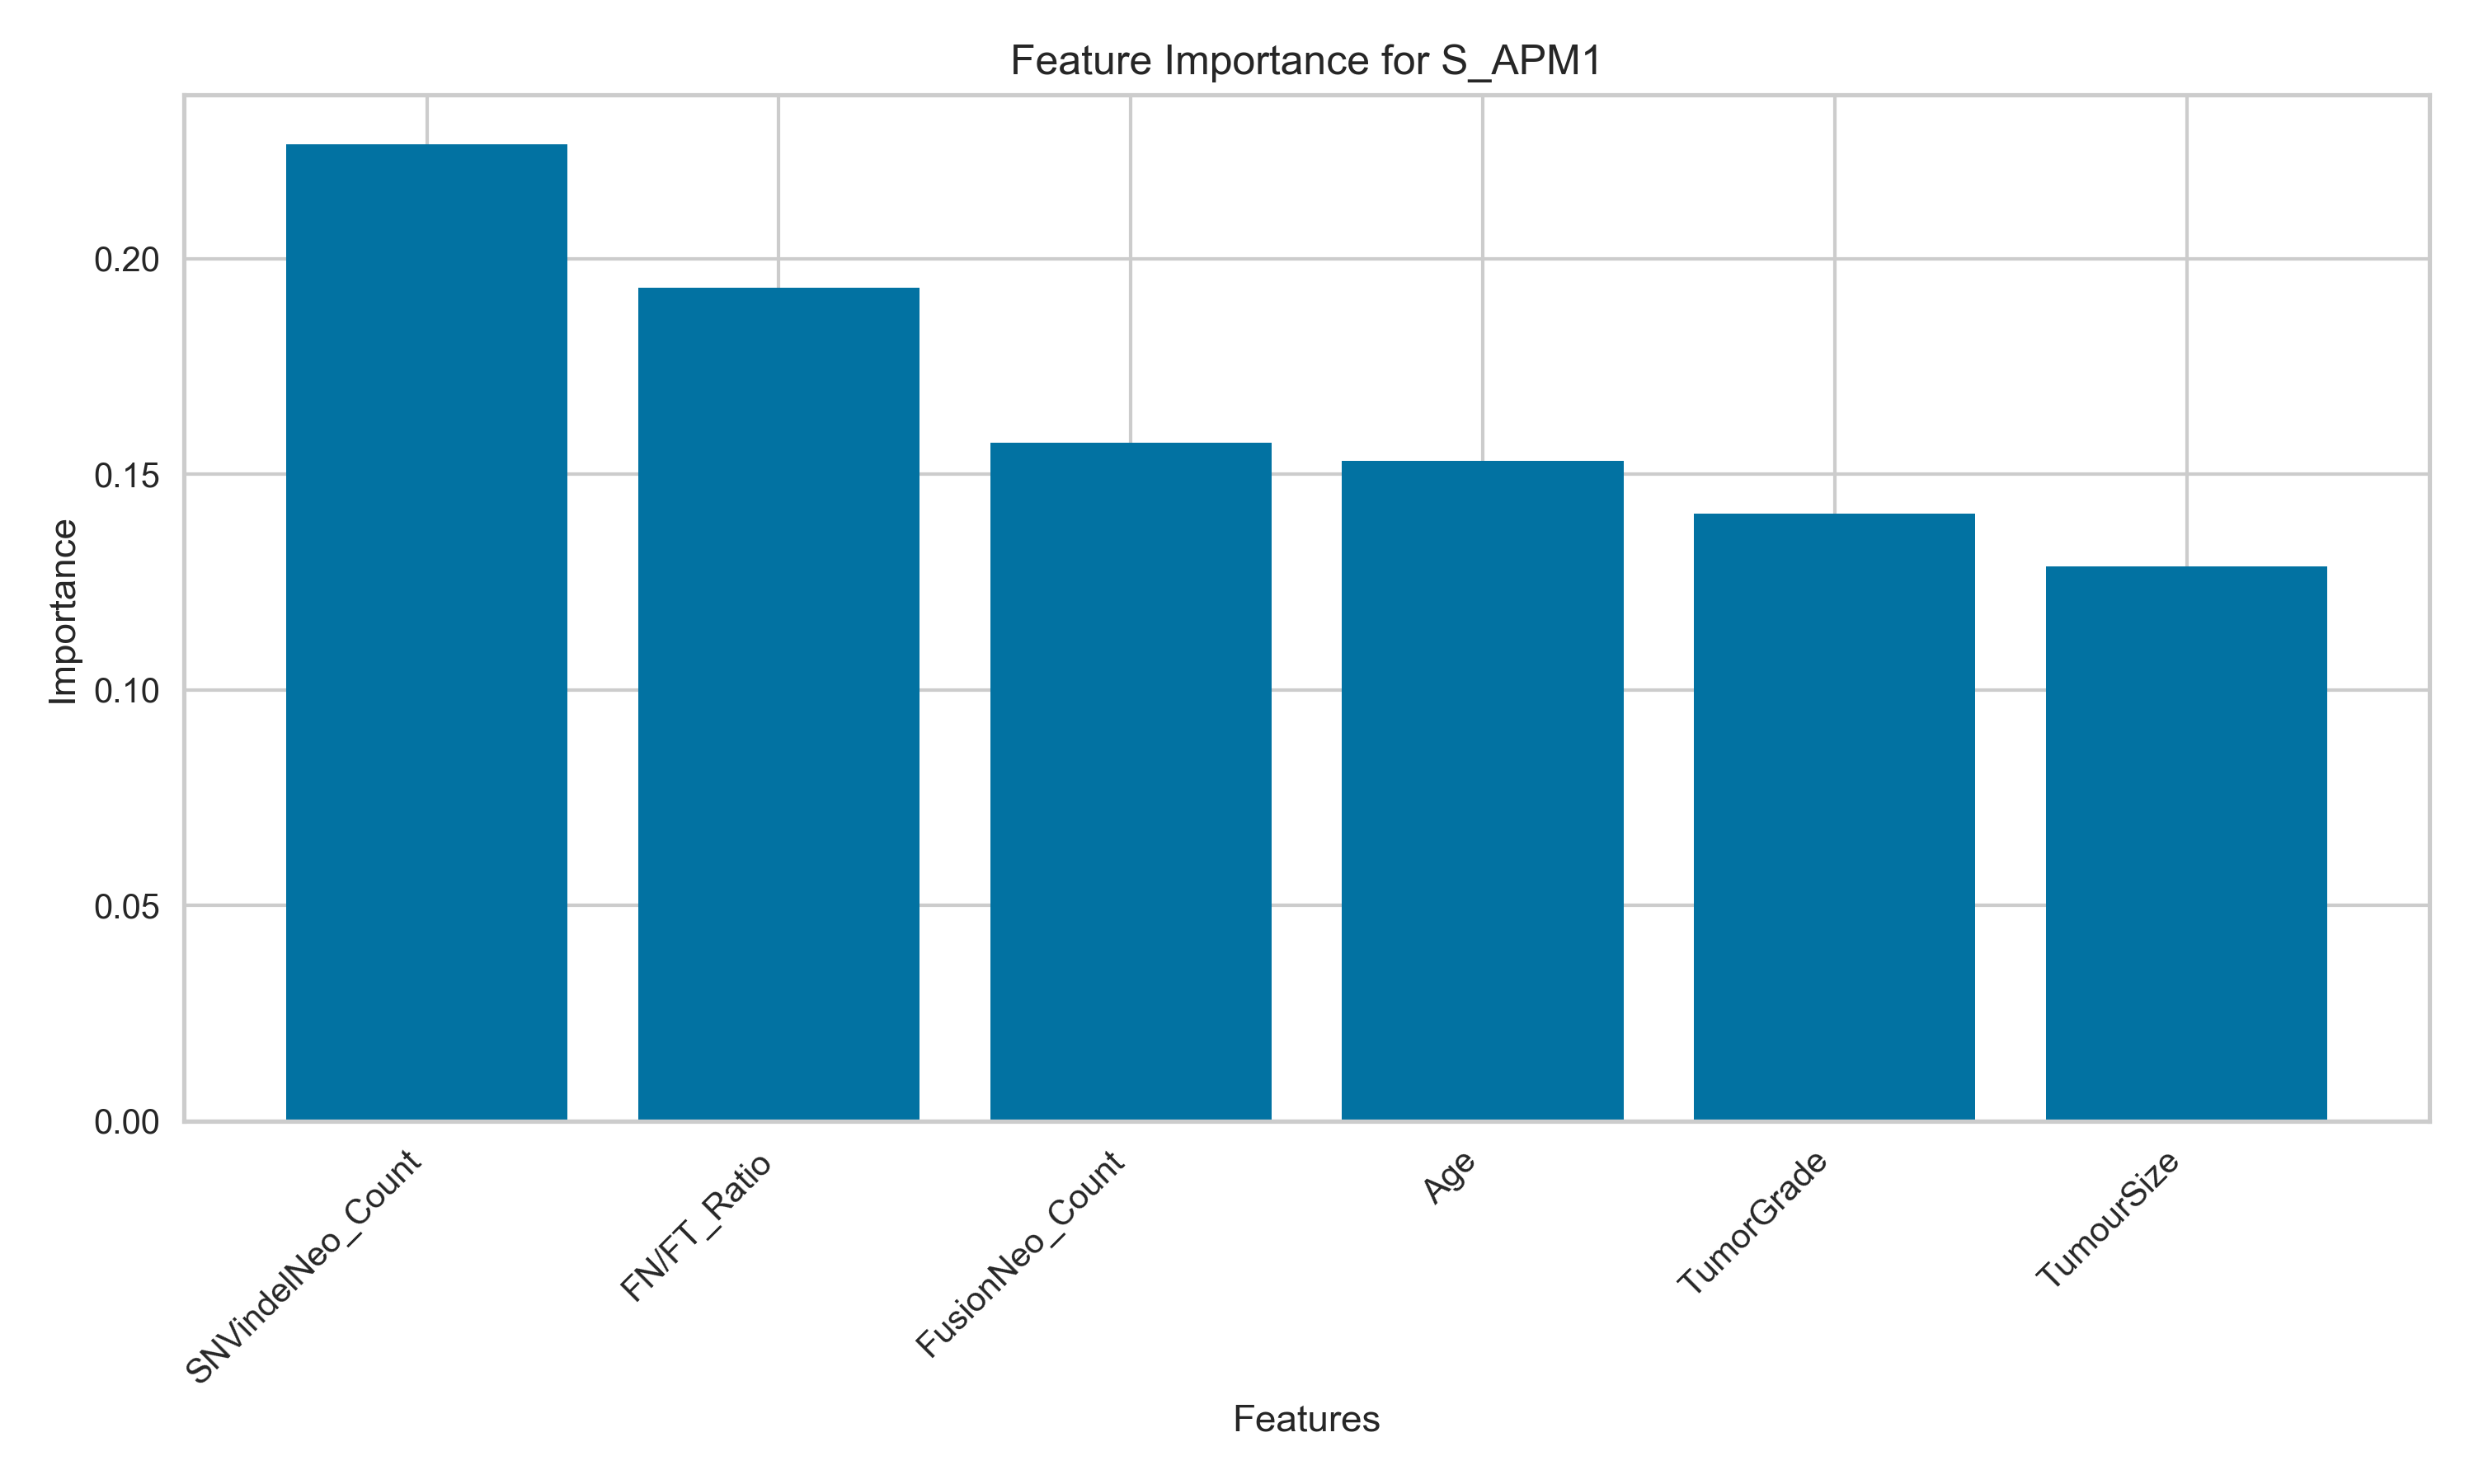 Feature Importance for S_APM1
Importance
0.20
0.15
0.10
0.05
0.00
SNVindelNeo_Count
FN/FT_Ratio
FusionNeo_Count
Age
TumorGrade
TumourSize
Features